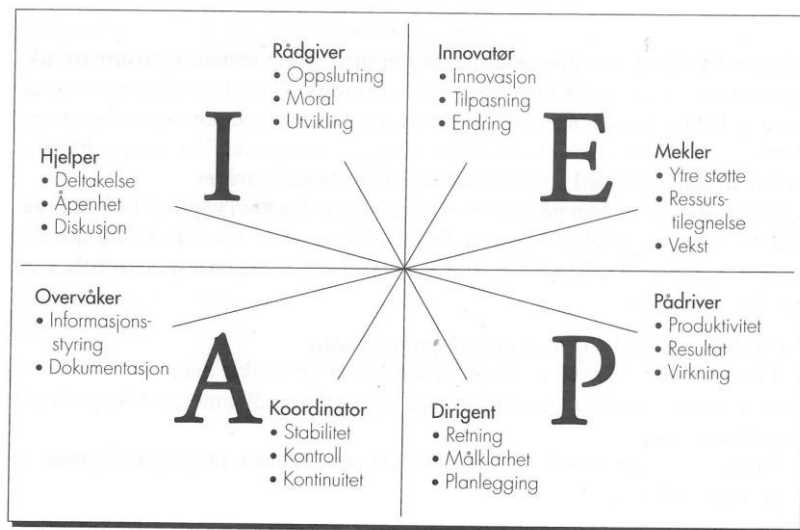 Rådgiver
• Oppslutning
• Moral
• Utvikling
Innovatør
• Innovasjon
• Tilpasning
• Endring
I
E
Hjelper
• Deltakelse
• Åpenhet
• Diskusjon
Mekler
• Ytre støtte
• Ressurs-
tilegnelse
• Vekst
Overvåker
• Informasjons-
styring
• Dokumentasjon
Pådriver
• Produktivitet
• Resultat
• Virkning
A
P
Koordinator
• Stabilitet
• Kontroll
• Kontinuitet
Dirigent
• Retning
• Målklarhet
• Planlegging